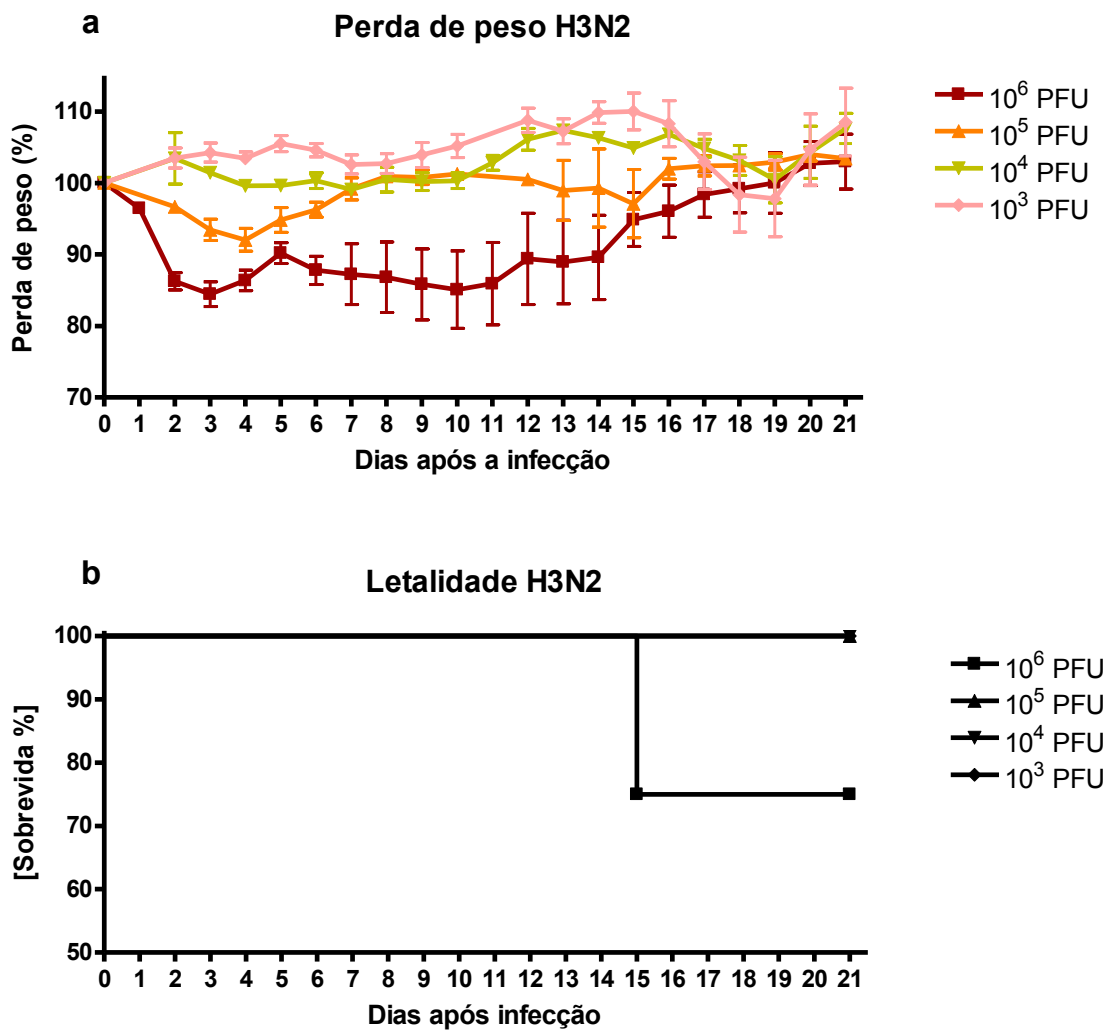 a
Perda de peso H3N2
Perda de peso (%)
110
100
90
80
70
0 1 2 3 4 5 6 7 8 9 10 11 12 13 14 15 16 17 18 19 20 21
Dias após a infecção
10⁶ PFU
10⁵ PFU
10⁴ PFU
10³ PFU
b
Letalidade H3N2
[Sobrevida %]
100
90
80
70
60
50
0 1 2 3 4 5 6 7 8 9 10 11 12 13 14 15 16 17 18 19 20 21
Dias após infecção
10⁶ PFU
10⁵ PFU
10⁴ PFU
10³ PFU